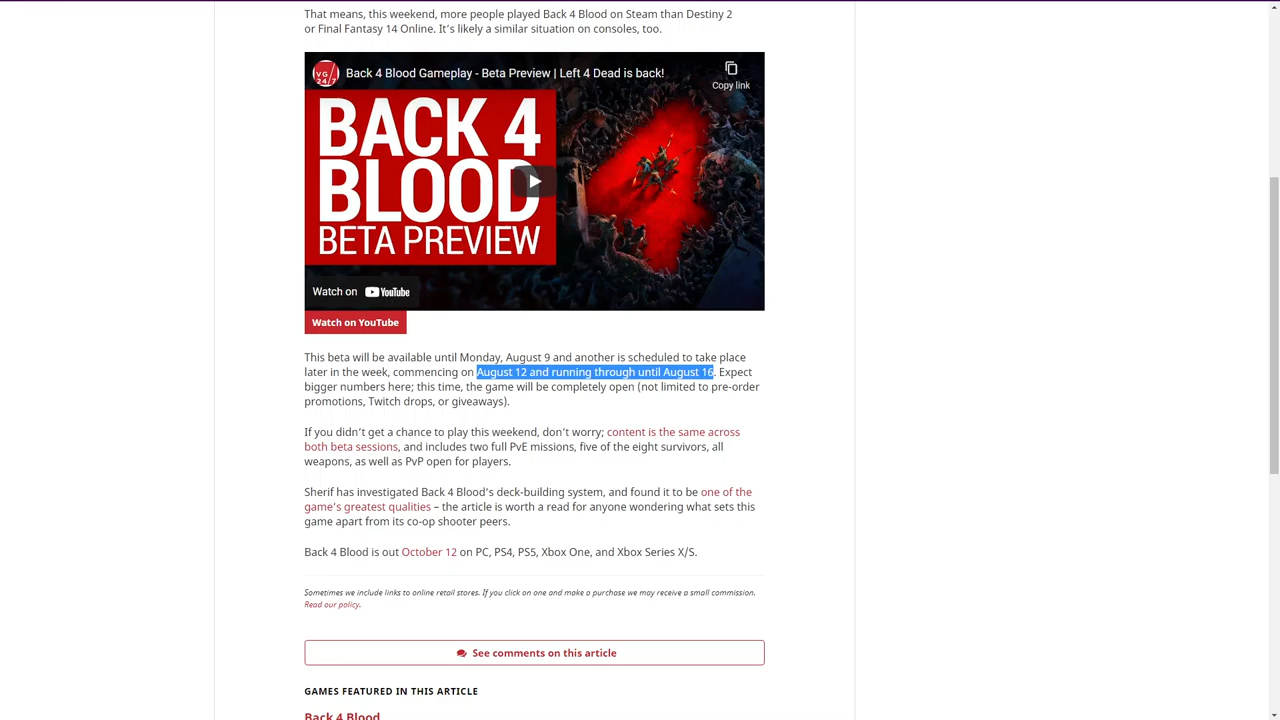 That means, this weekend, more people played Back 4 Blood on Steam than Destiny 2
or Final Fantasy 14 Online. It's likely a similar situation on consoles, too.
VG
24/7
Back 4 Blood Gameplay - Beta Preview | Left 4 Dead is back!
Copy link
BACK 4
BLOOD
BETA PREVIEW
Watch on YouTube
Watch on YouTube
This beta will be available until Monday, August 9 and another is scheduled to take place
later in the week, commencing on August 12 and running through until August 16. Expect
bigger numbers here; this time, the game will be completely open (not limited to pre-order
promotions, Twitch drops, or giveaways).
If you didn't get a chance to play this weekend, don't worry; content is the same across
both beta sessions, and includes two full PvE missions, five of the eight survivors, all
weapons, as well as PvP open for players.
Sherif has investigated Back 4 Blood's deck-building system, and found it to be one of the
game's greatest qualities – the article is worth a read for anyone wondering what sets this
game apart from its co-op shooter peers.
Back 4 Blood is out October 12 on PC, PS4, PS5, Xbox One, and Xbox Series X/S.
Sometimes we include links to online retail stores. If you click on one and make a purchase we may receive a small commission.
Read our policy.
See comments on this article
GAMES FEATURED IN THIS ARTICLE
Back 4 Blood